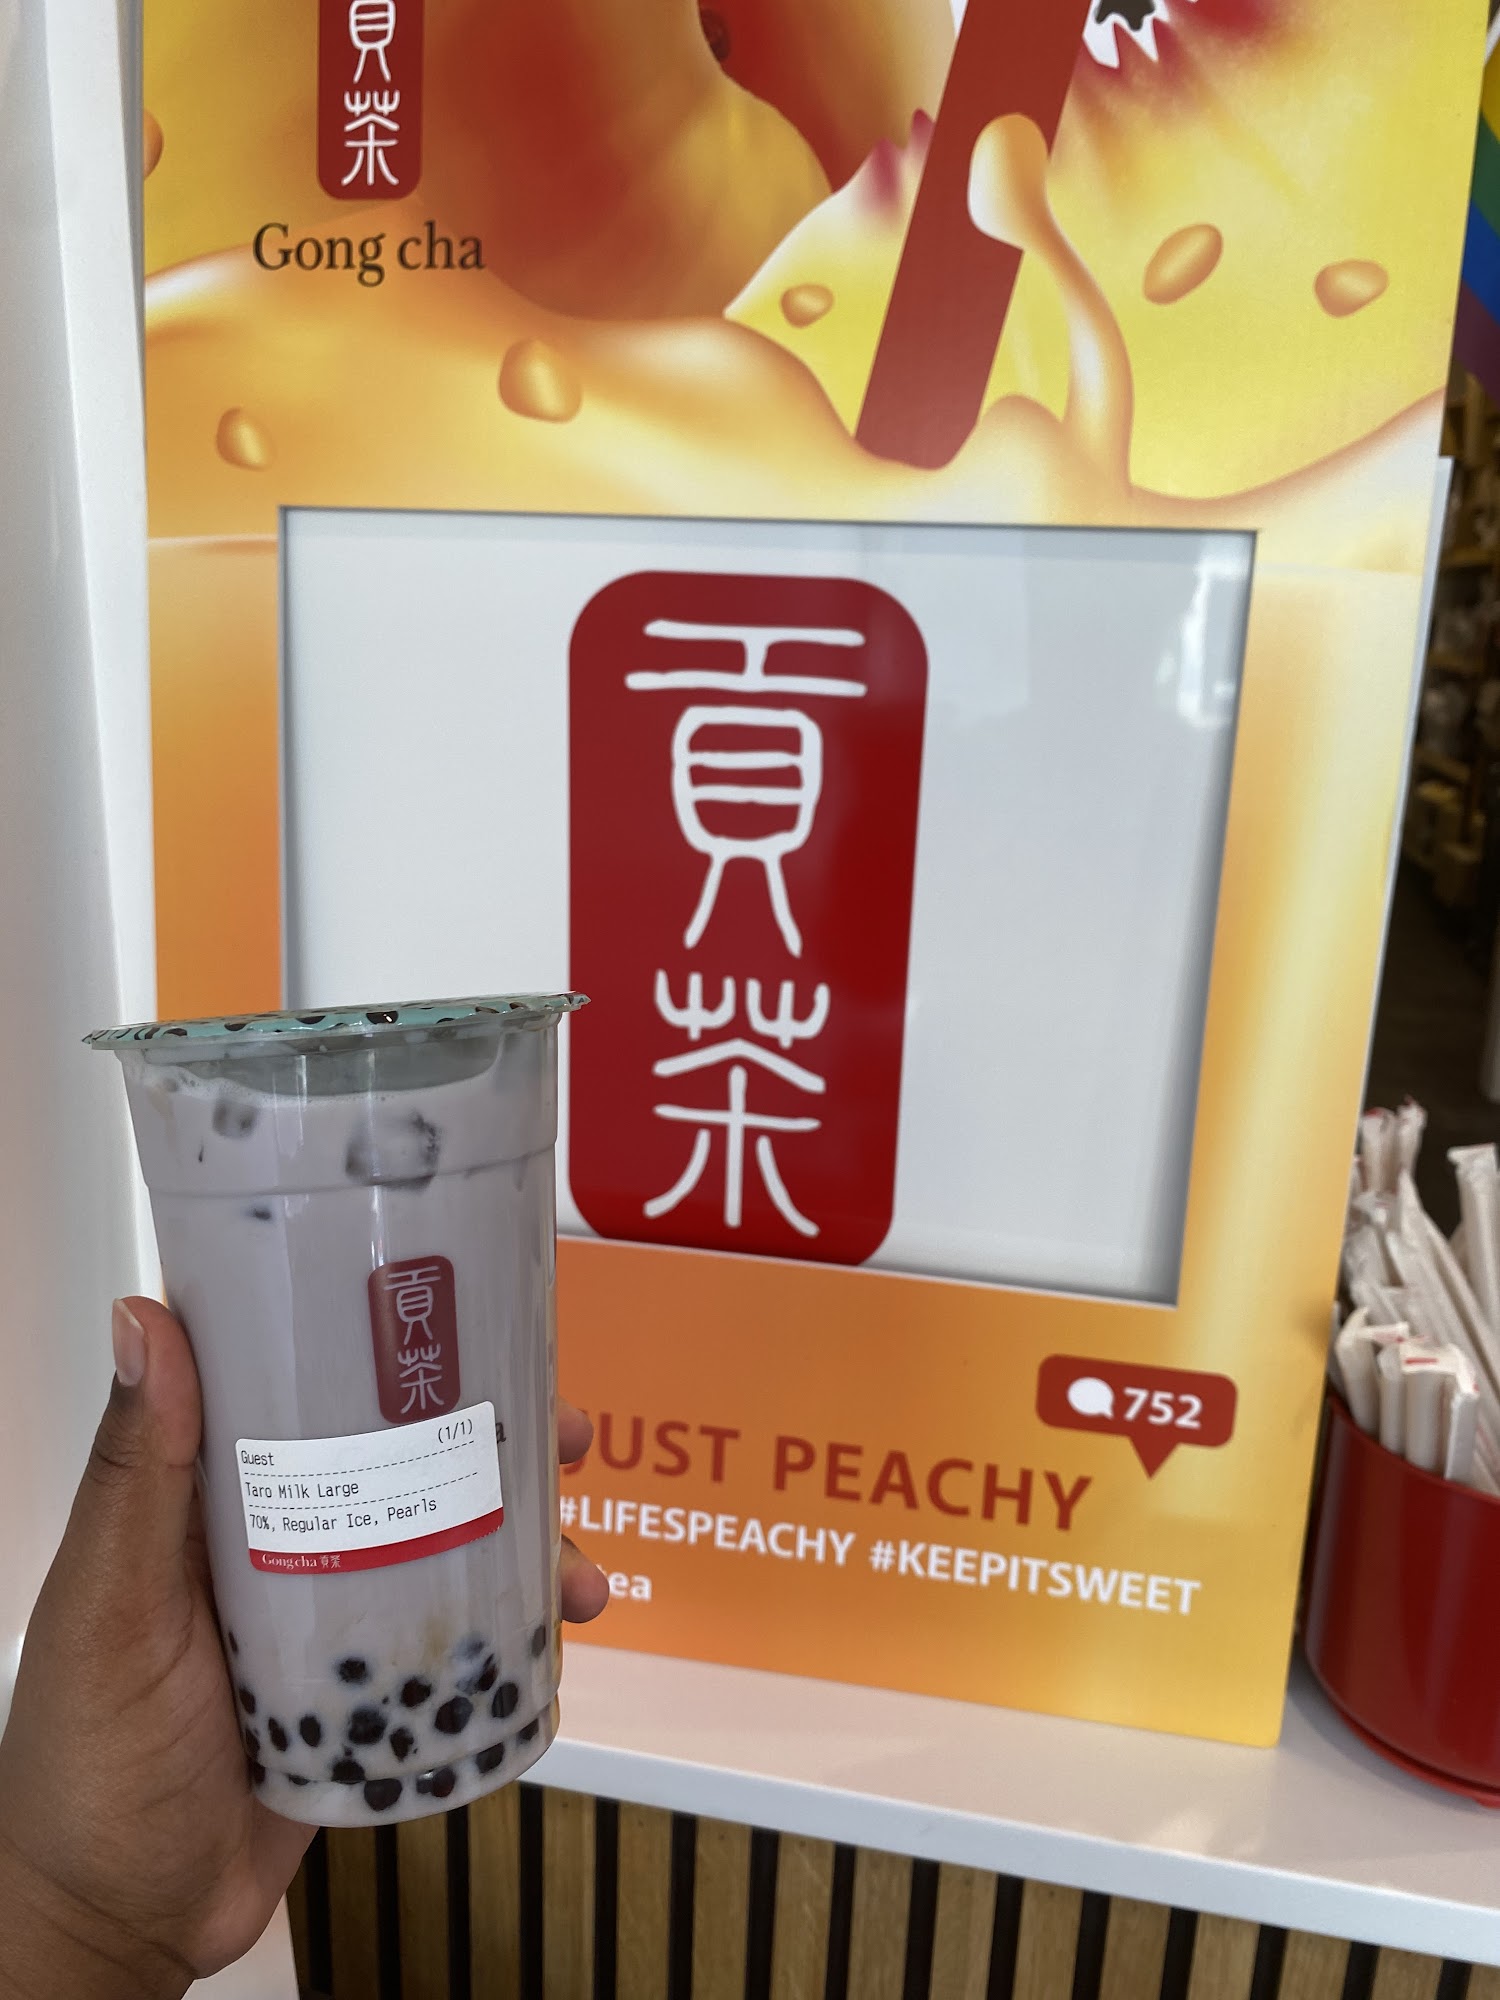 貢
茶
Gong cha
貢
茶
貢
茶
Guest (1/1)
Taro Milk Large
70%, Regular Ice, Pearls
Gong cha 貢茶
752
JUST PEACHY
#LIFESPEACHY #KEEPITSWEET